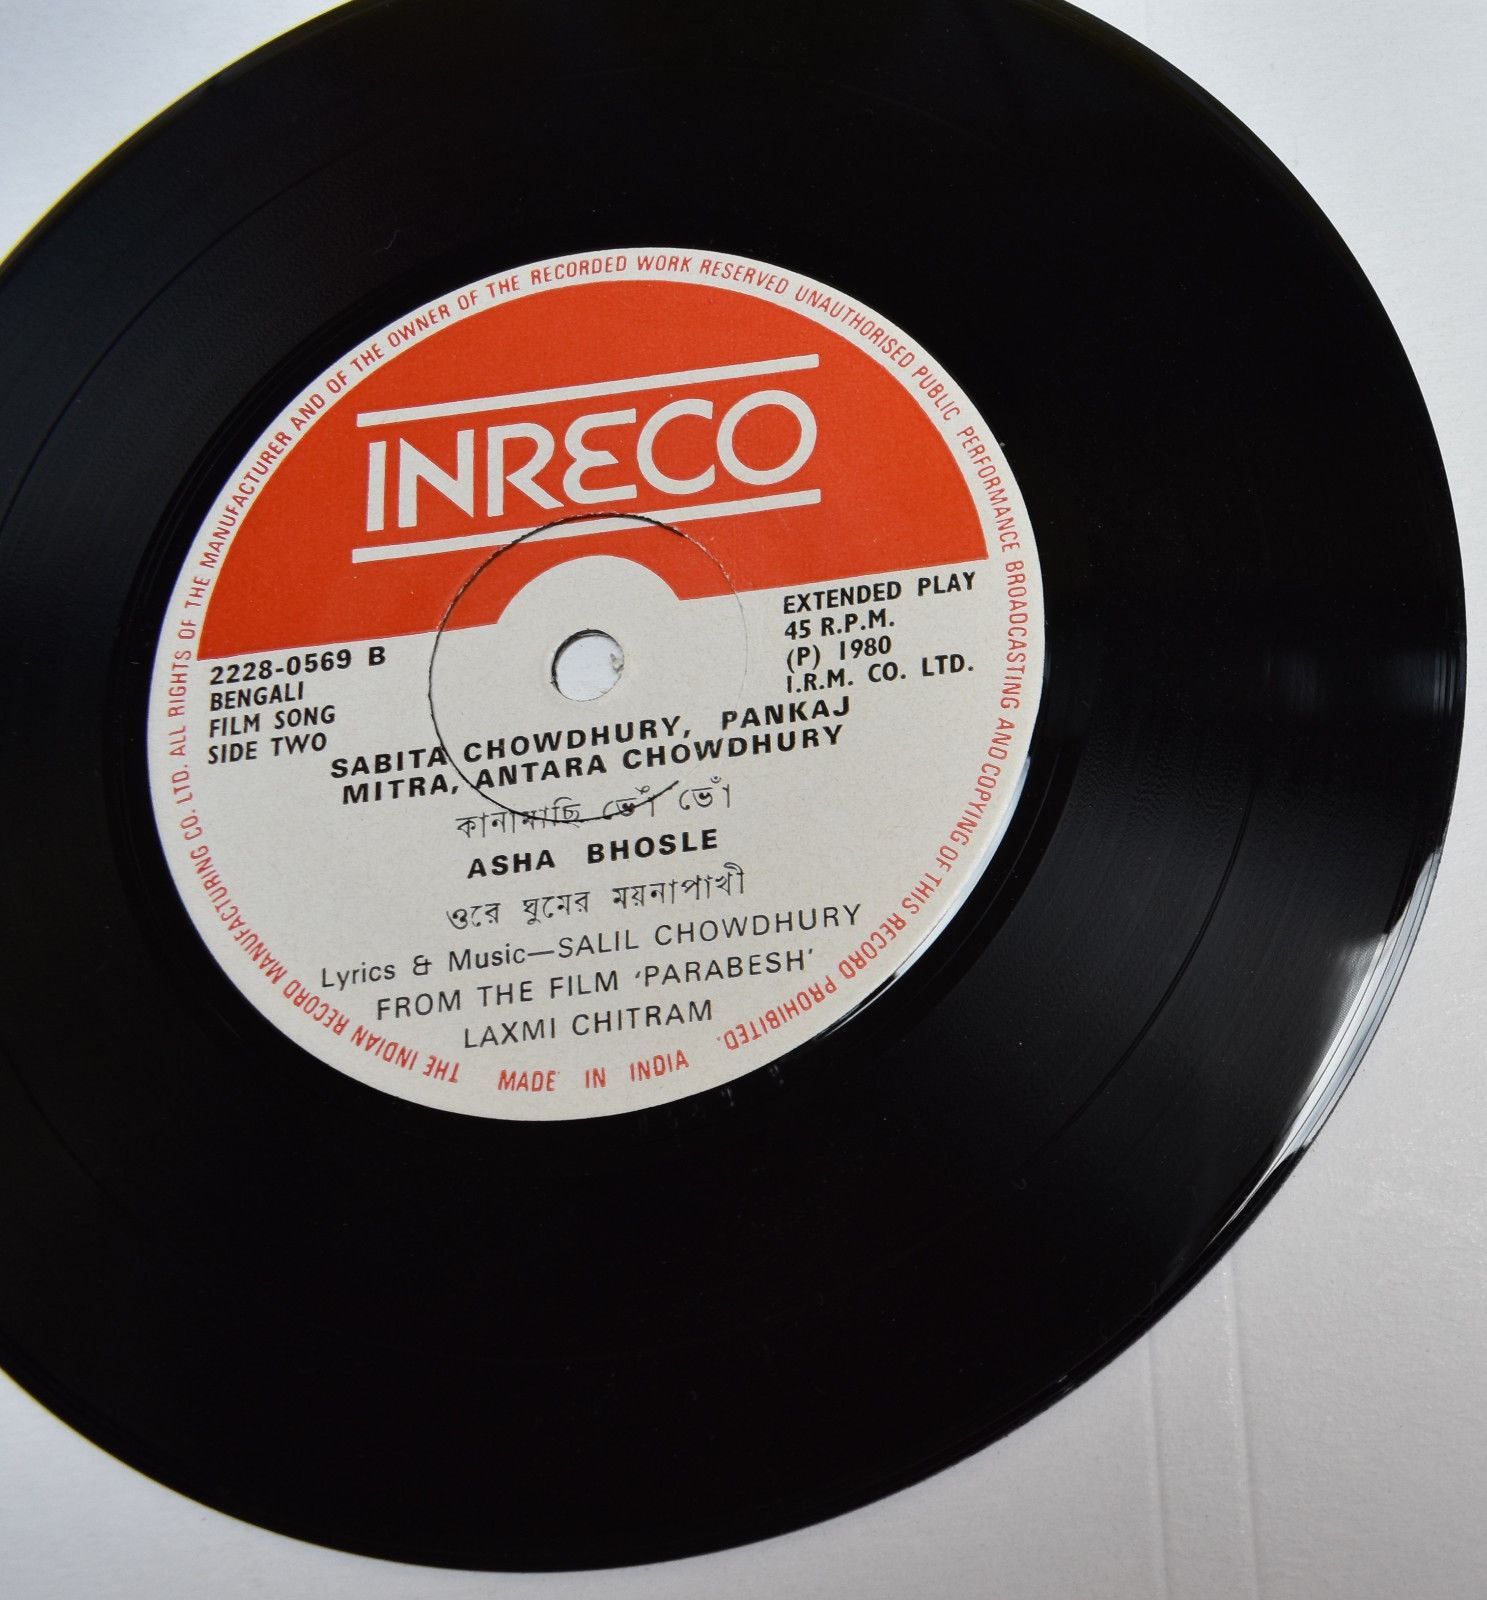 THE INDIAN RECORD MANUFACTURING CO. LTD. ALL RIGHTS OF THE MANUFACTURER AND OF THE OWNER OF THE RECORDED WORK RESERVED UNAUTHORISED PUBLIC PERFORMANCE BROADCASTING AND COPYING OF THIS RECORD PROHIBITED.
INRECO
2228-0569 B
BENGALI
FILM SONG
SIDE TWO
EXTENDED PLAY
45 R.P.M.
(P) 1980
I.R.M. CO. LTD.
SABITA CHOWDHURY, PANKAJ
MITRA, ANTARA CHOWDHURY
কানামাছি ভোঁ ভোঁ
ASHA BHOSLE
ওরে ঘুমের ময়নাপাখী
Lyrics & Music—SALIL CHOWDHURY
FROM THE FILM 'PARABESH'
LAXMI CHITRAM
MADE IN INDIA